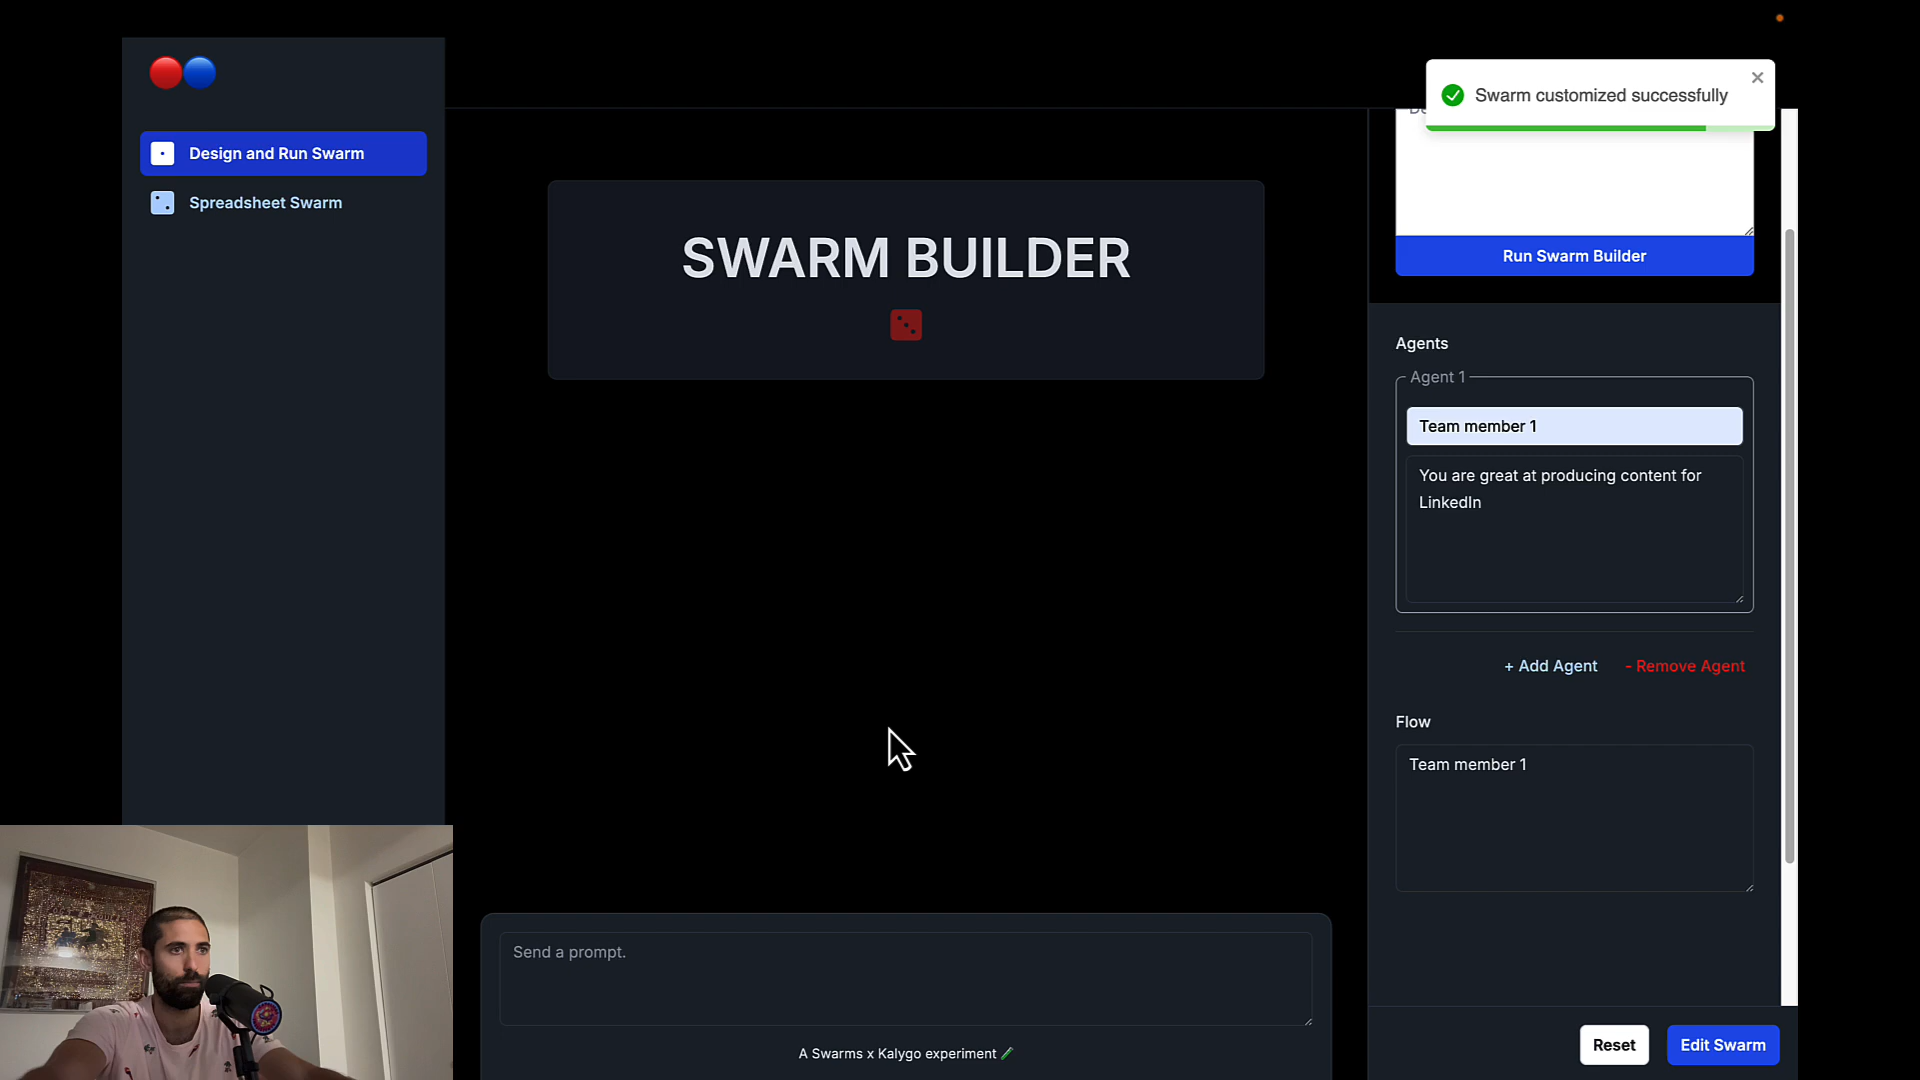 Swarm customized successfully
Design and Run Swarm
Spreadsheet Swarm
SWARM BUILDER
Run Swarm Builder
Agents
Agent 1
Team member 1
You are great at producing content for
LinkedIn
+ Add Agent - Remove Agent
Flow
Team member 1
Send a prompt.
A Swarms x Kalygo experiment
Reset Edit Swarm